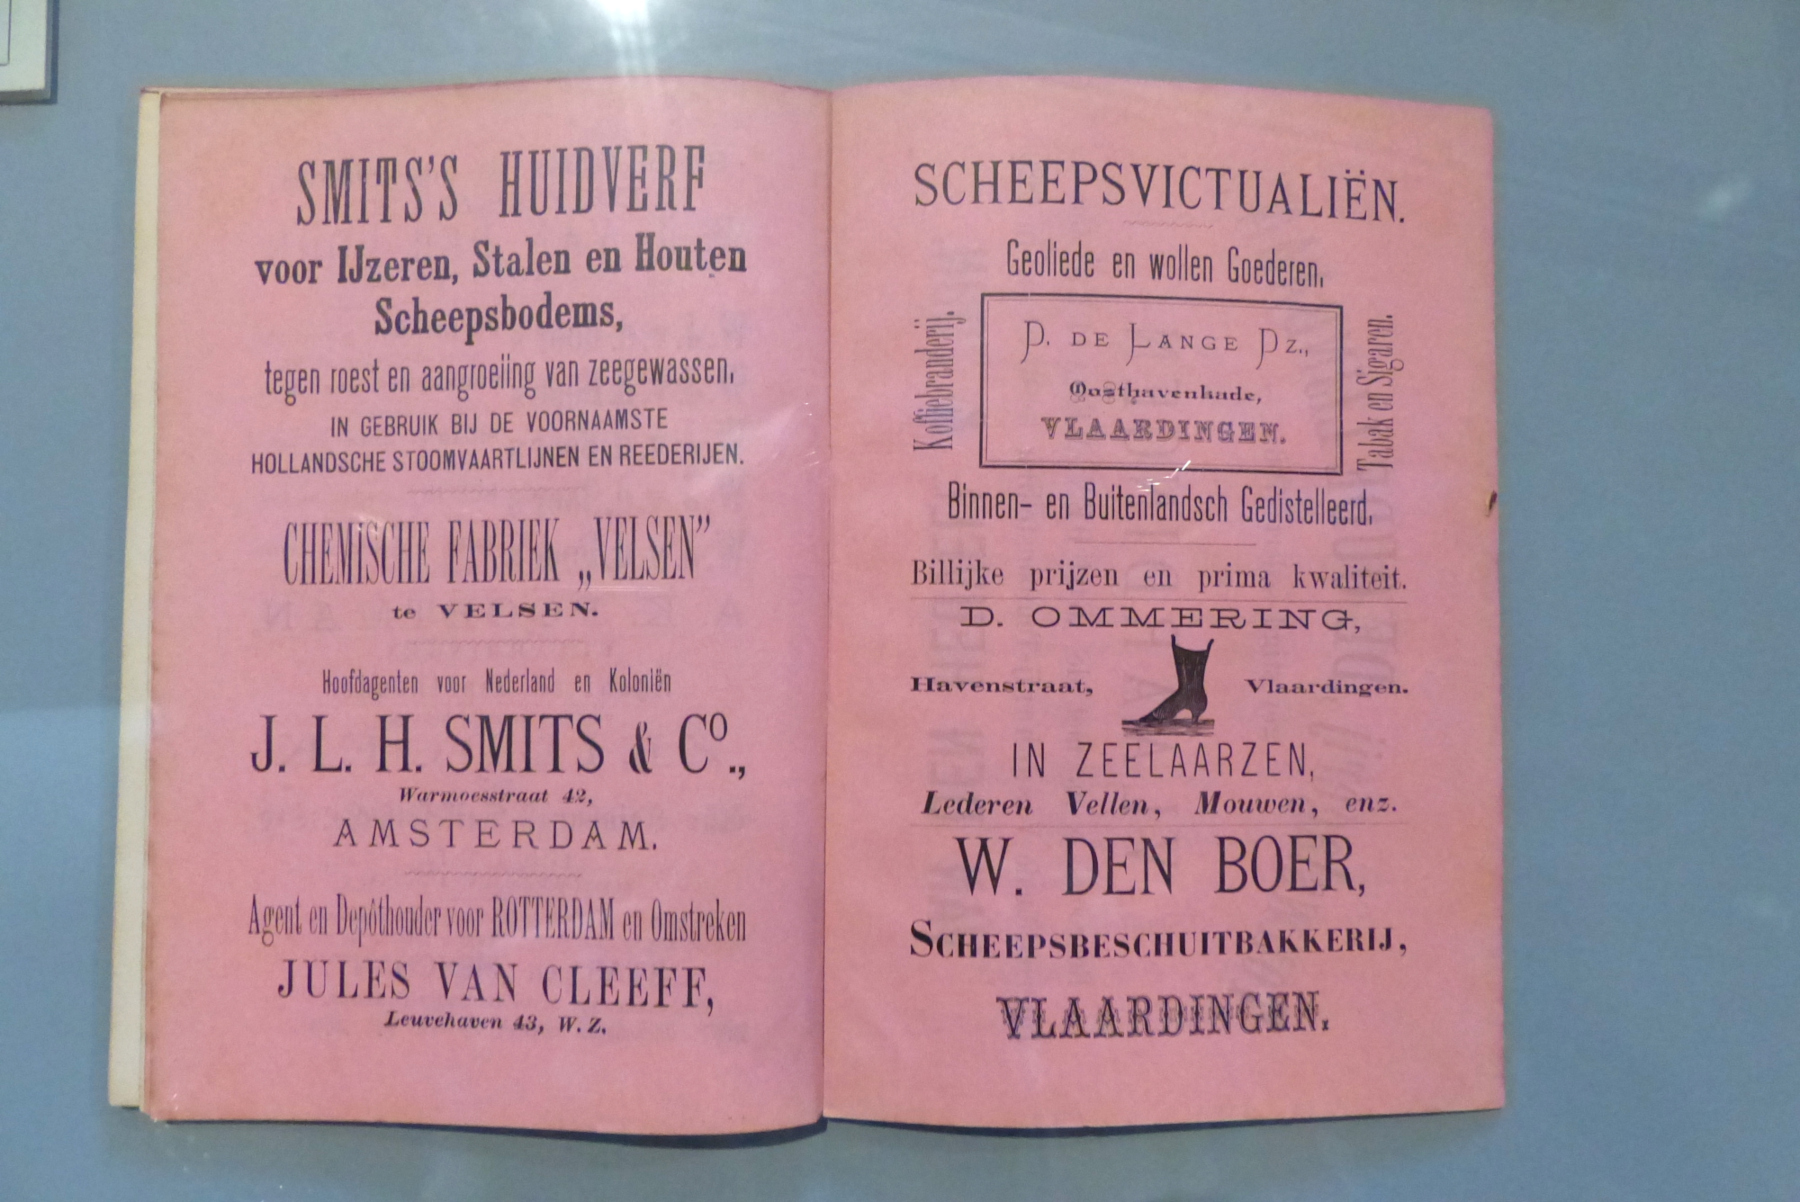 SMITS'S HUIDVERF
voor IJzeren, Stalen en Houten
Scheepsbodems,
tegen roest en aangroeiing van zeegewassen,
IN GEBRUIK BIJ DE VOORNAAMSTE
HOLLANDSCHE STOOMVAARTLIJNEN EN REEDERIJEN.
CHEMISCHE FABRIEK „VELSEN”
te VELSEN.
Hoofdagenten voor Nederland en Koloniën
J. L. H. SMITS & Co.,
Warmoesstraat 42,
AMSTERDAM.
Agent en Depôthouder voor ROTTERDAM en Omstreken
JULES VAN CLEEFF,
Leuvehaven 43, W. Z.
SCHEEPSVICTUALIËN.
Geoliede en wollen Goederen,
Koffiebranderij,
P. DE LANGE PZ.,
Oosthavenkade,
VLAARDINGEN.
Tabak en Sigaren.
Binnen- en Buitenlandsch Gedistelleerd.
Billijke prijzen en prima kwaliteit.
D. OMMERING,
Havenstraat, Vlaardingen.
IN ZEELAARZEN,
Lederen Vellen, Mouwen, enz.
W. DEN BOER,
SCHEEPSBESCHUITBAKKERIJ,
VLAARDINGEN.